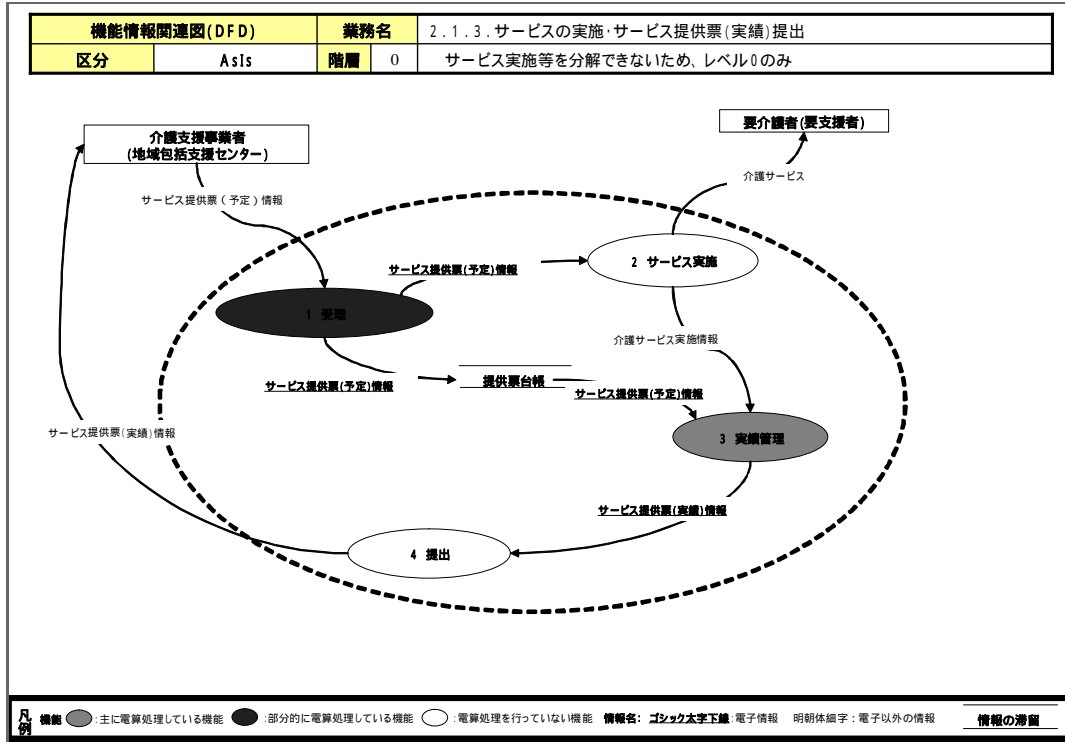 機能情報関連図(DFD) 業務名 2.1.3.サービスの実施・サービス提供票(実績)提出
区分 AsIs 階層 0 サービス実施等を分解できないため、レベル0のみ
要介護者(要支援者)
介護支援事業者
(地域包括支援センター)
介護サービス
サービス提供票(予定)情報
サービス提供票(予定)情報
2 サービス実施
1 受理
介護サービス実施情報
サービス提供票(予定)情報
提供票台帳
サービス提供票(予定)情報
サービス提供票(実績)情報
3 実績管理
サービス提供票(実績)情報
4 提出
凡例 機能 :主に電算処理している機能 :部分的に電算処理している機能 :電算処理を行っていない機能 情報名: ゴシック太字下線:電子情報 明朝体細字:電子以外の情報 情報の滞留